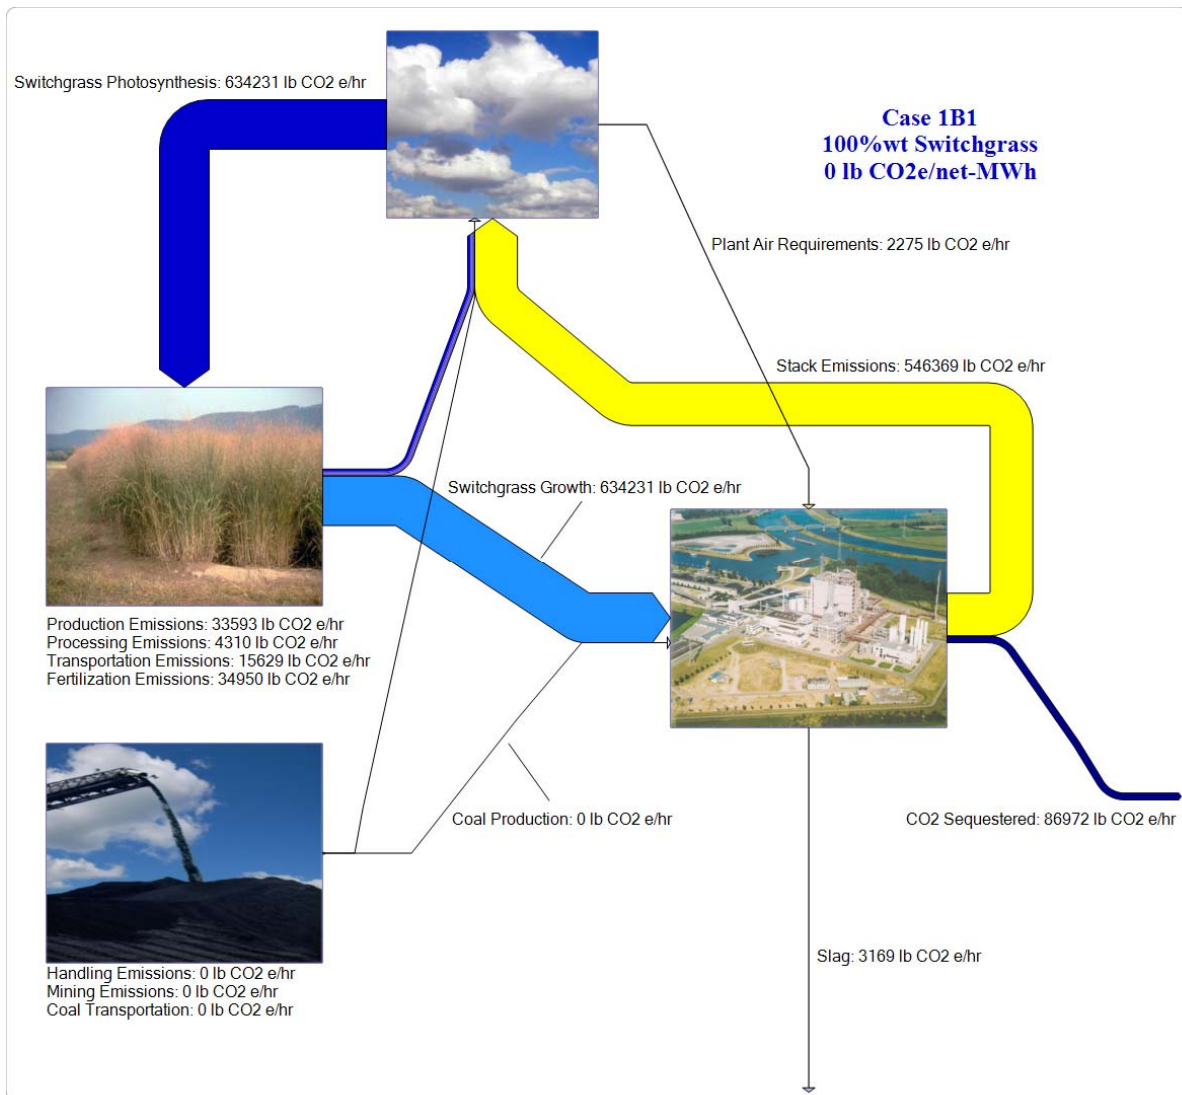 Switchgrass Photosynthesis: 634231 lb CO2 e/hr
Case 1B1
100%wt Switchgrass
0 lb CO2e/net-MWh
Plant Air Requirements: 2275 lb CO2 e/hr
Stack Emissions: 546369 lb CO2 e/hr
Switchgrass Growth: 634231 lb CO2 e/hr
Production Emissions: 33593 lb CO2 e/hr
Processing Emissions: 4310 lb CO2 e/hr
Transportation Emissions: 15629 lb CO2 e/hr
Fertilization Emissions: 34950 lb CO2 e/hr
Coal Production: 0 lb CO2 e/hr
CO2 Sequestered: 86972 lb CO2 e/hr
Slag: 3169 lb CO2 e/hr
Handling Emissions: 0 lb CO2 e/hr
Mining Emissions: 0 lb CO2 e/hr
Coal Transportation: 0 lb CO2 e/hr